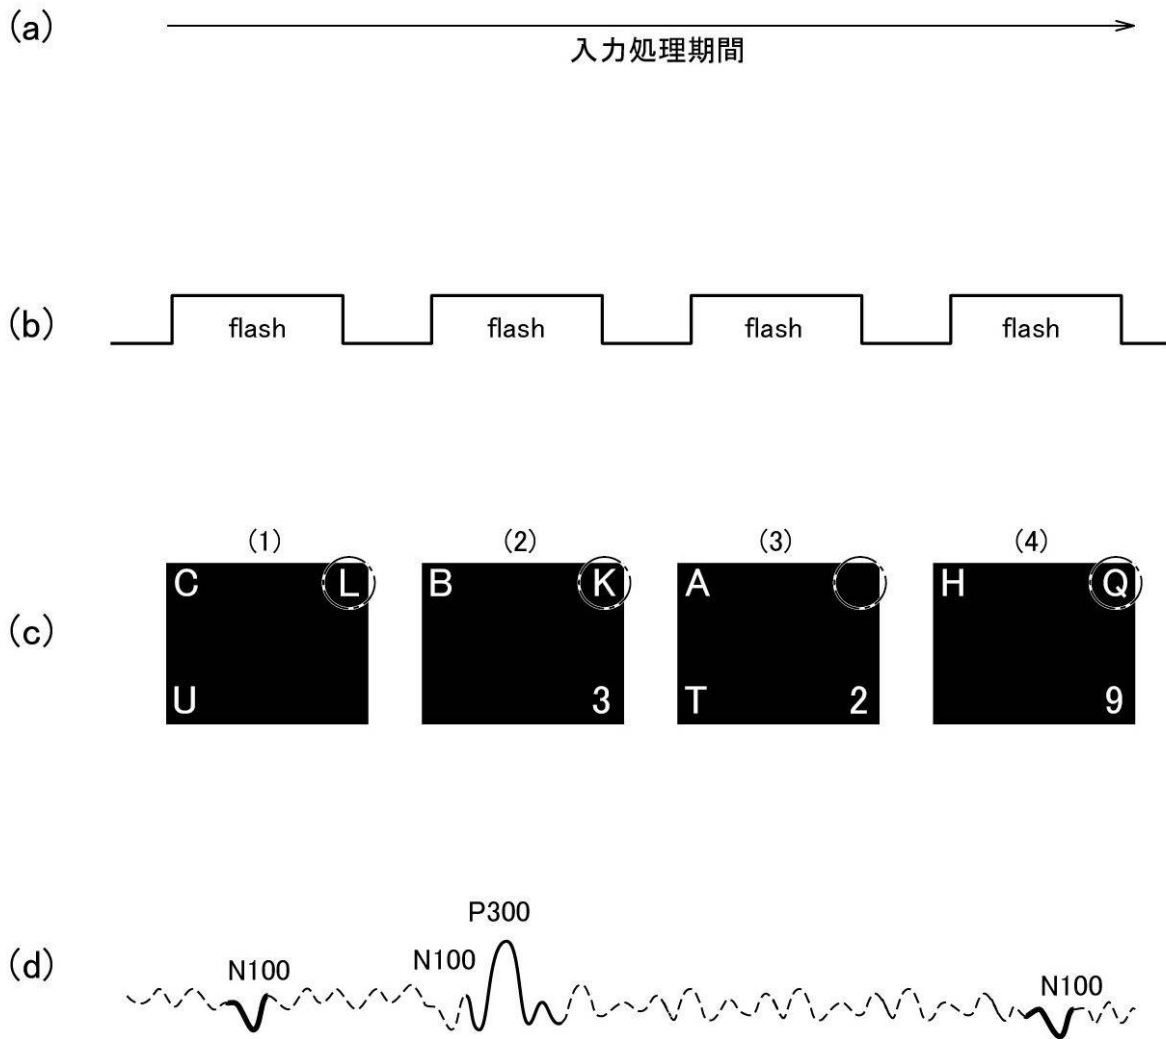 (a)
入力処理期間
(b)
flash flash flash flash
(c)
(1) (2) (3) (4)
C L B K A H Q
U 3 T 2 9
(d)
P300
N100 N100 N100